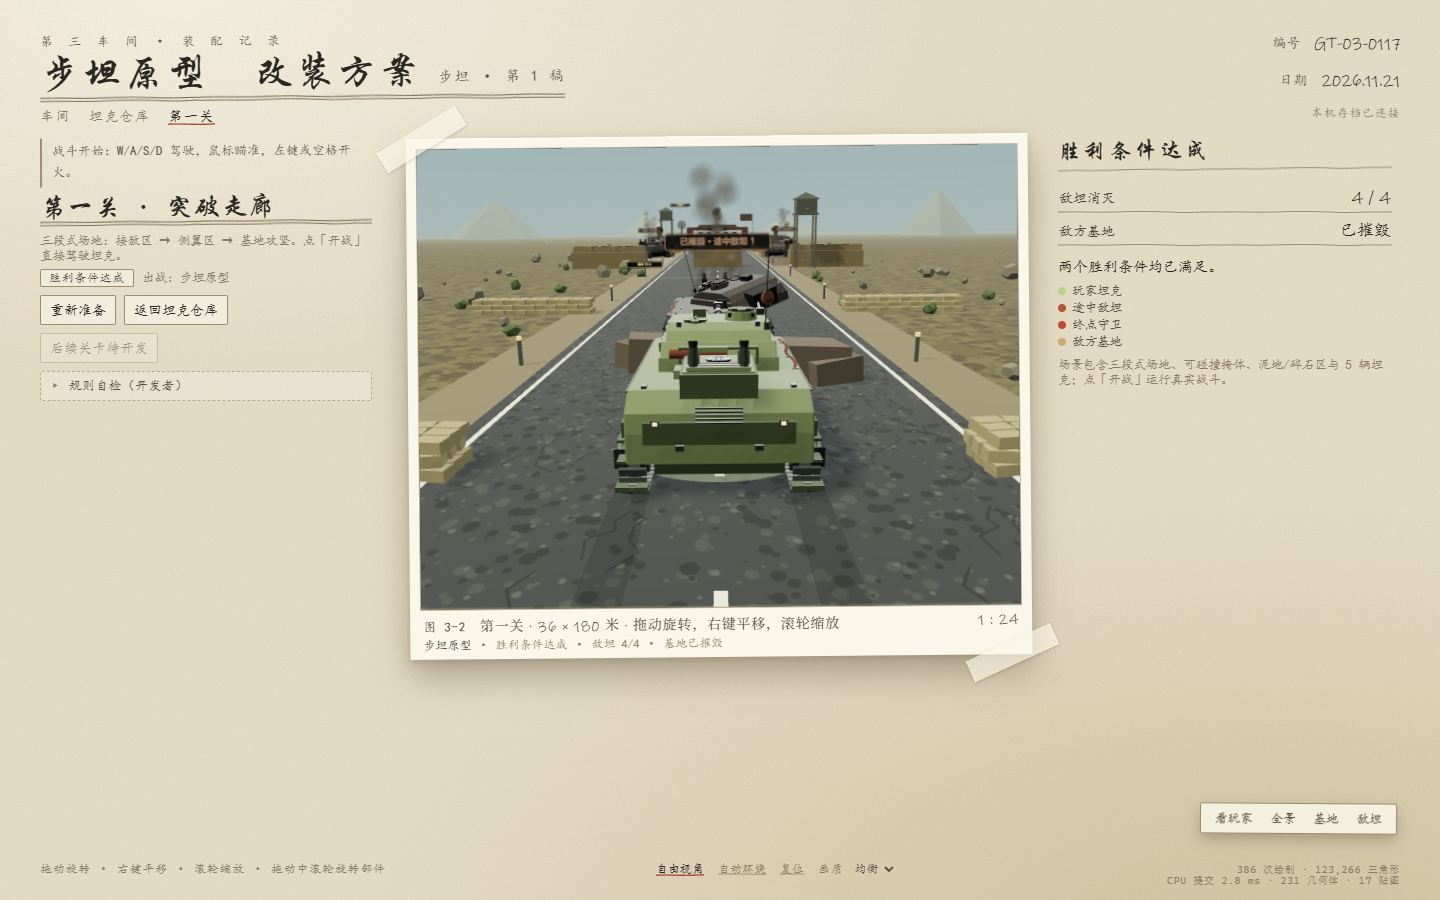 第三车间 • 装配记录
步坦原型 改装方案 步坦 • 第 1 稿
编号 GT-03-0117
日期 2026.11.21
本机存档已连接
车间 坦克仓库 第一关
战斗开始: W/A/S/D 驾驶, 鼠标瞄准, 左键或空格开
火。
第一关 · 突破走廊
三段式场地: 接敌区 → 侧翼区 → 基地攻坚。点「开战」
直接驾驶坦克。
胜利条件达成 出战: 步坦原型
重新准备 返回坦克仓库
后续关卡待开发
▸ 规则自检 (开发者)
已摧毁·途中敌坦 1
图 3-2 第一关 · 36 × 180 米 · 拖动旋转, 右键平移, 滚轮缩放 1:24
步坦原型 • 胜利条件达成 • 敌坦 4/4 • 基地已摧毁
胜利条件达成
敌坦消灭 4/4
敌方基地 已摧毁
两个胜利条件均已满足。
玩家坦克
途中敌坦
终点守卫
敌方基地
场景包含三段式场地、可碰撞掩体、泥地/碎石区与 5 辆坦
克; 点「开战」运行真实战斗。
看玩家 全景 基地 敌坦
拖动旋转 • 右键平移 • 滚轮缩放 • 拖动中滚轮旋转部件
自由视角 自动环绕 复位 画质 均衡
386 次绘制 · 123,266 三角形
CPU 提交 2.8 ms · 231 几何体 · 17 贴图